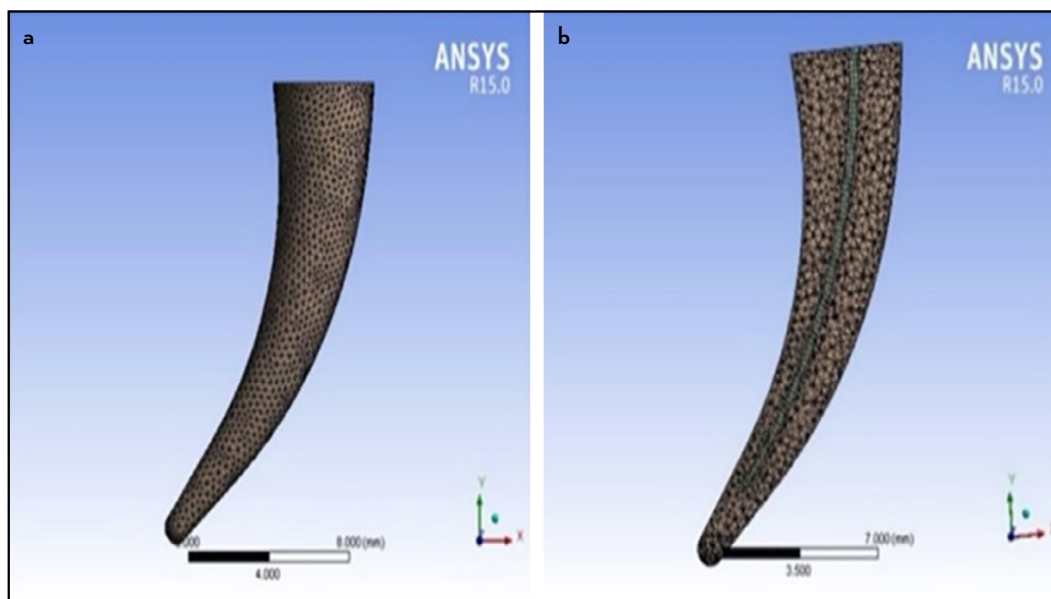 a
ANSYS
R15.0
Y
X
8.000 (mm)
4.000
b
ANSYS
R15.0
Y
7.000 (mm)
3.500